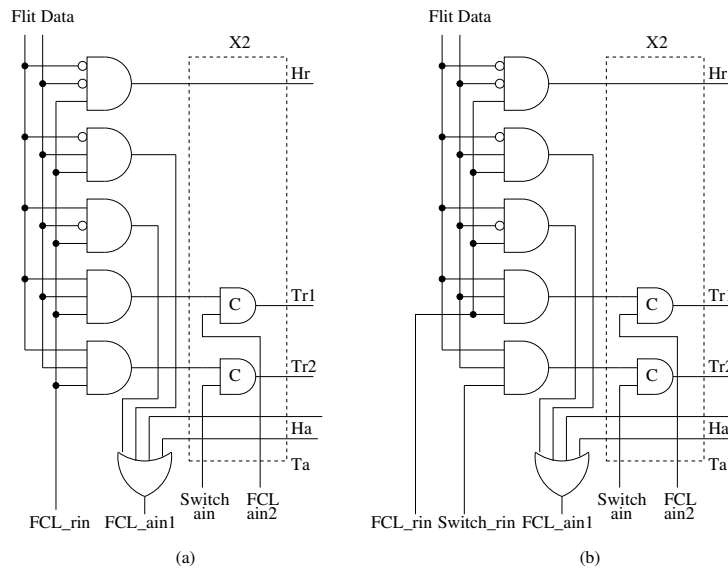 Flit Data
X2
Hr
C
Tr1
C
Tr2
Ha
Ta
Switch
ain
FCL
ain2
FCL_rin
FCL_ain1
(a)
Flit Data
X2
Hr
C
Tr1
C
Tr2
Ha
Ta
Switch
ain
FCL
ain2
FCL_rin
Switch_rin
FCL_ain1
(b)